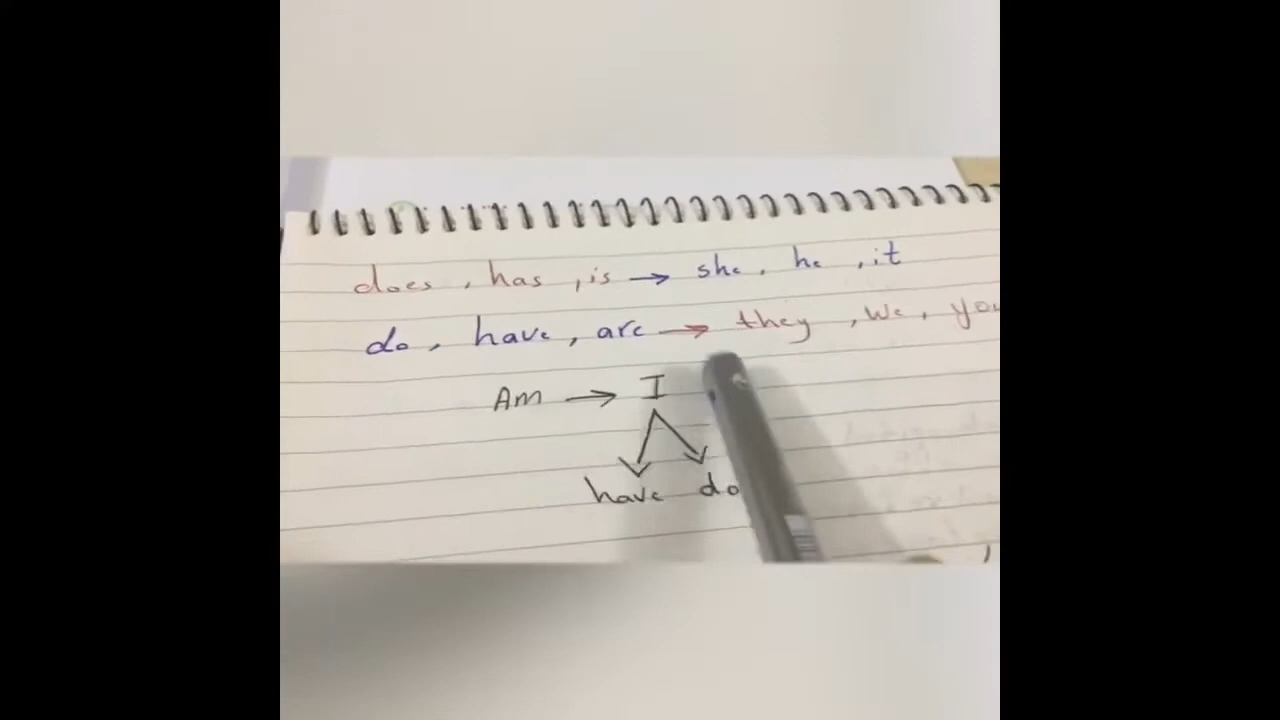 does, has, is → she, he, it
do, have, are → they, we, you
Am → I
have do